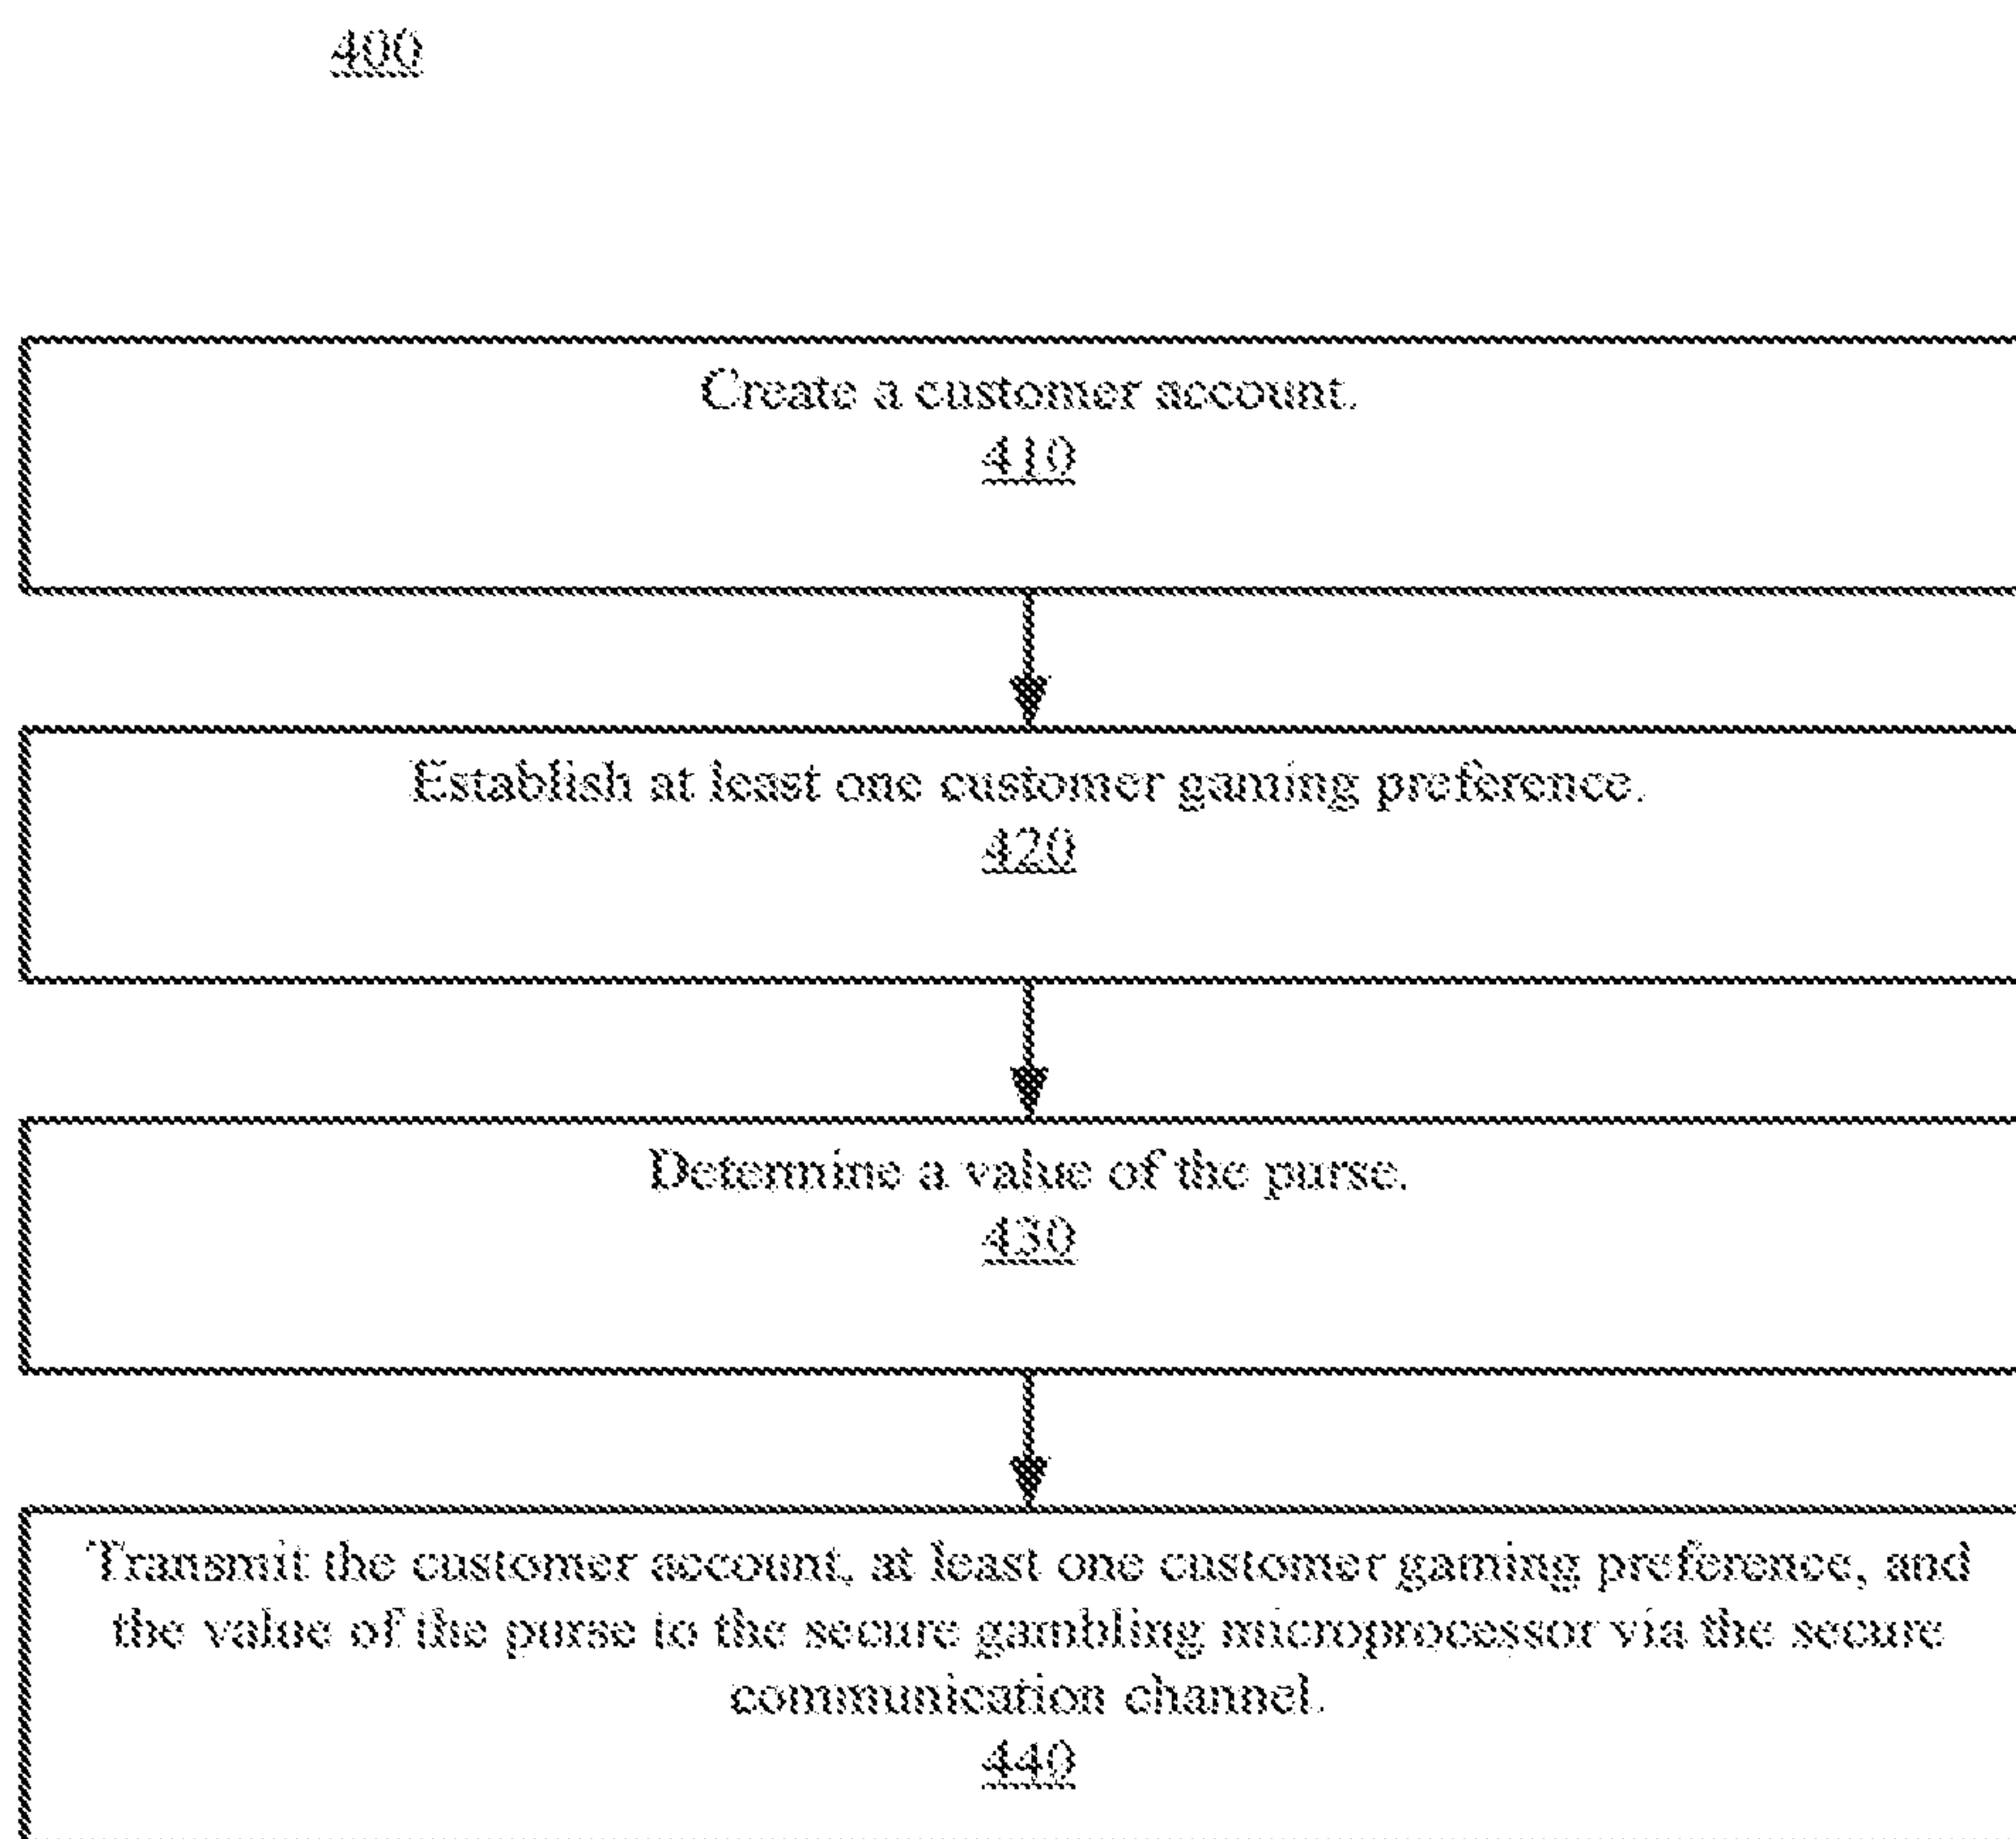 400
Create a customer account.
410
Establish at least one customer gaming preference.
420
Determine a value of the purse.
430
Transmit the customer account, at least one customer gaming preference, and
the value of the purse to the secure gambling microprocessor via the secure
communication channel.
440